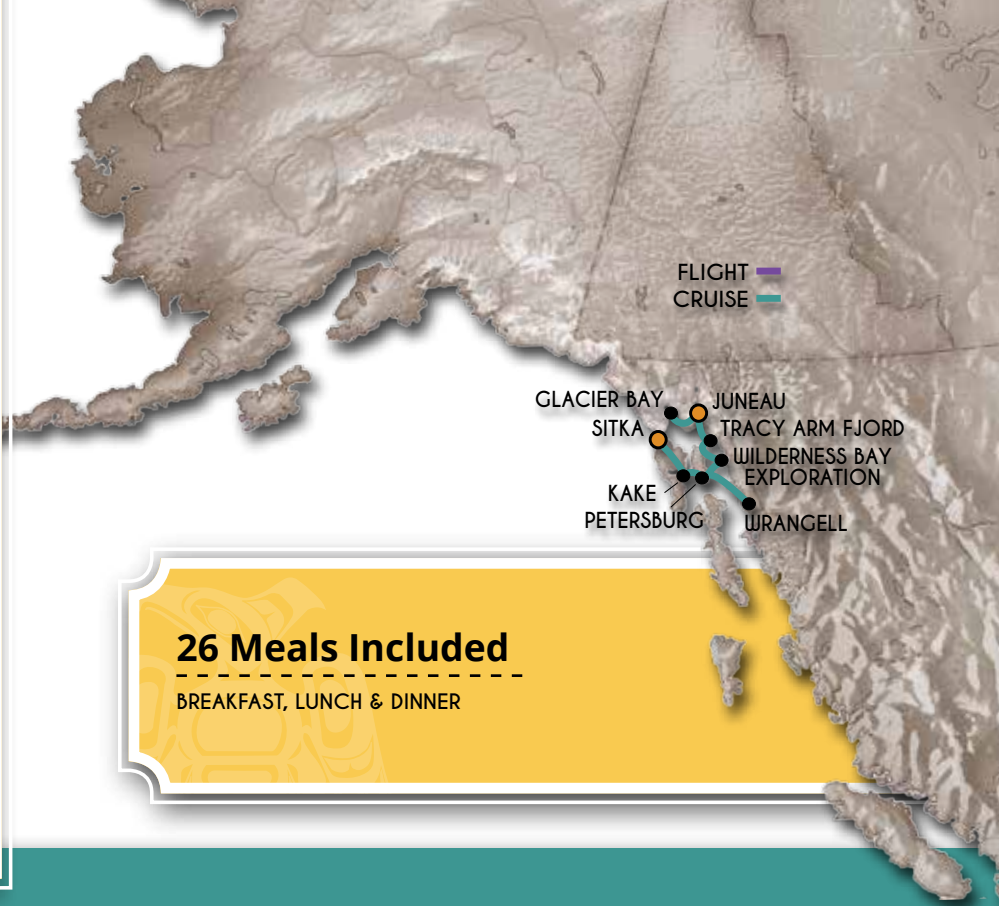 FLIGHT
CRUISE
GLACIER BAY
JUNEAU
SITKA
TRACY ARM FJORD
WILDERNESS BAY
EXPLORATION
KAKE
PETERSBURG
WRANGELL
26 Meals Included
BREAKFAST, LUNCH & DINNER